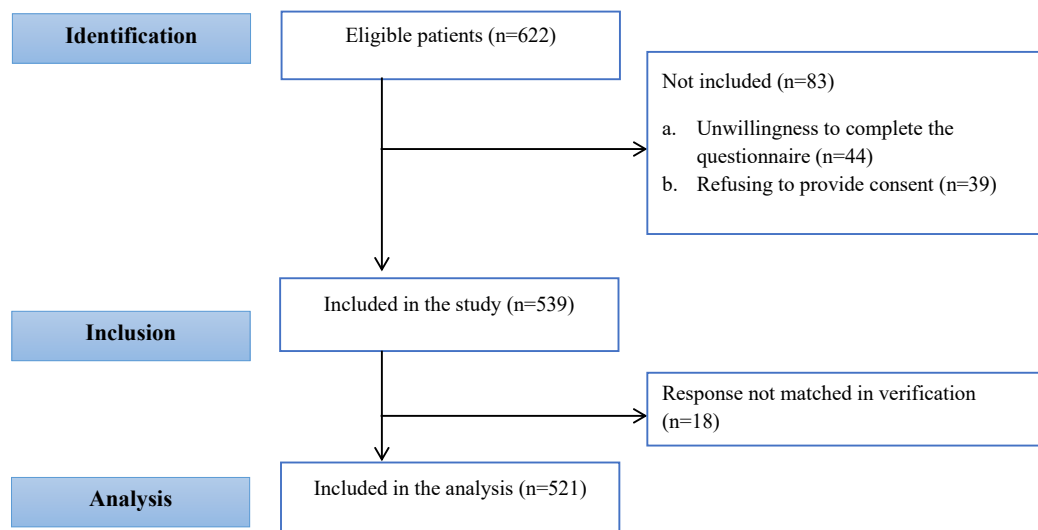 Identification
Eligible patients (n=622)
Not included (n=83)
a. Unwillingness to complete the
questionnaire (n=44)
b. Refusing to provide consent (n=39)
Included in the study (n=539)
Inclusion
Response not matched in verification
(n=18)
Analysis
Included in the analysis (n=521)